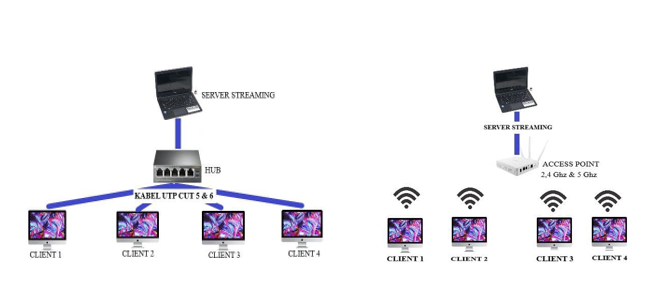 SERVER STREAMING
HUB
KABEL UTP CUT 5 & 6
CLIENT 1
CLIENT 2
CLIENT 3
CLIENT 4
SERVER STREAMING
ACCESS POINT
2,4 Ghz & 5 Ghz
CLIENT 1
CLIENT 2
CLIENT 3
CLIENT 4